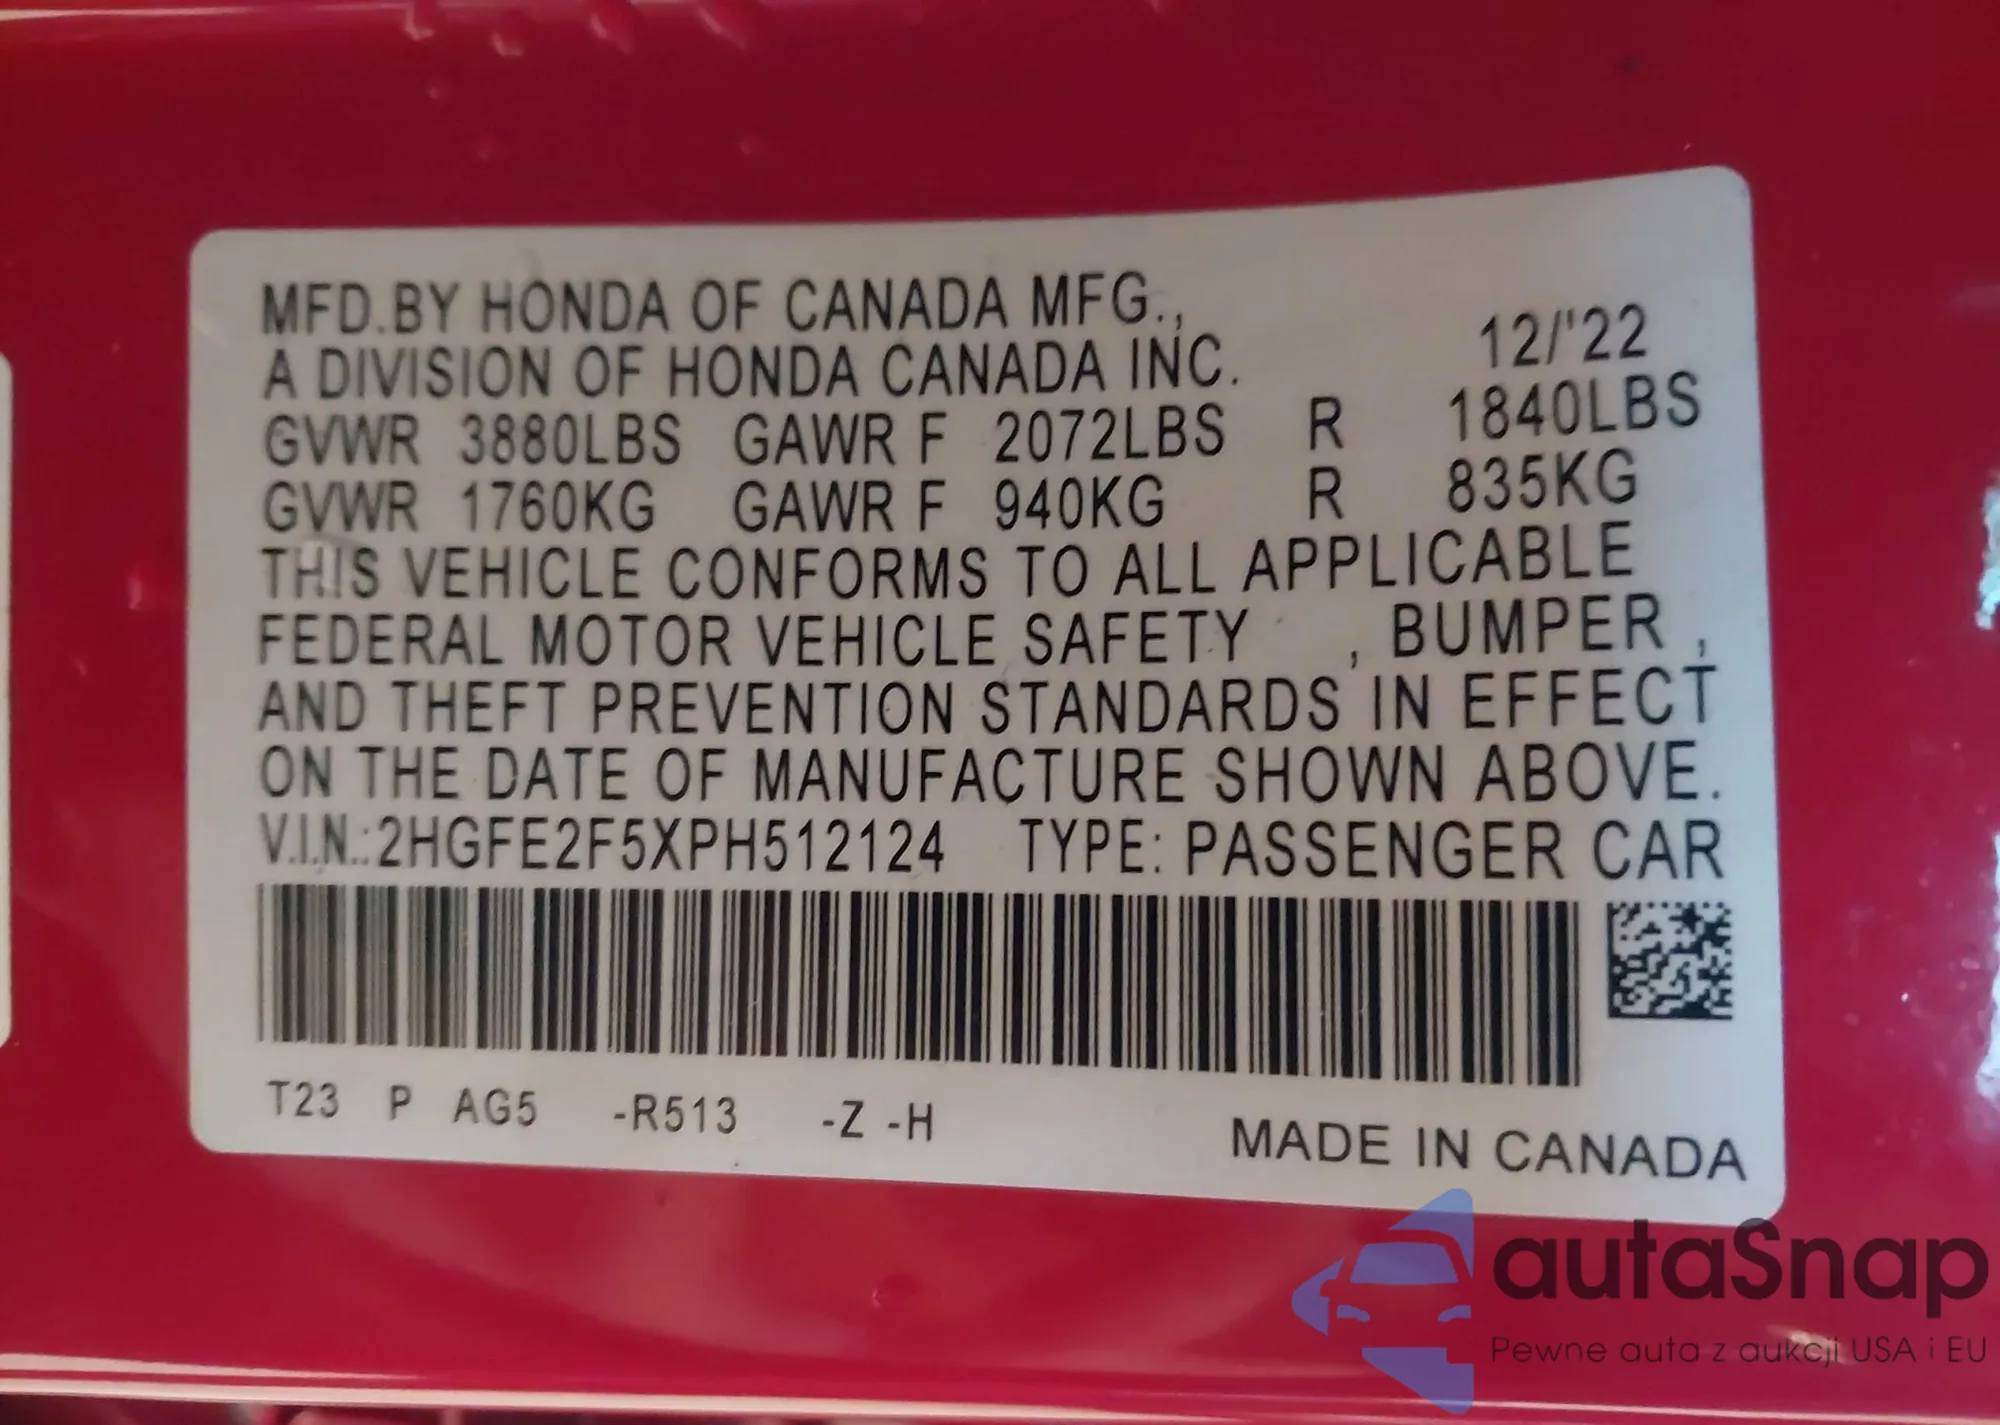 MFD.BY HONDA OF CANADA MFG.,
A DIVISION OF HONDA CANADA INC. 12/'22
GVWR 3880LBS GAWR F 2072LBS R 1840LBS
GVWR 1760KG GAWR F 940KG R 835KG
THIS VEHICLE CONFORMS TO ALL APPLICABLE
FEDERAL MOTOR VEHICLE SAFETY , BUMPER ,
AND THEFT PREVENTION STANDARDS IN EFFECT
ON THE DATE OF MANUFACTURE SHOWN ABOVE.
V.I.N.:2HGFE2F5XPH512124 TYPE: PASSENGER CAR
T23 P AG5 -R513 -Z -H
MADE IN CANADA
autaSnap
Pewne auta z aukcji USA i EU